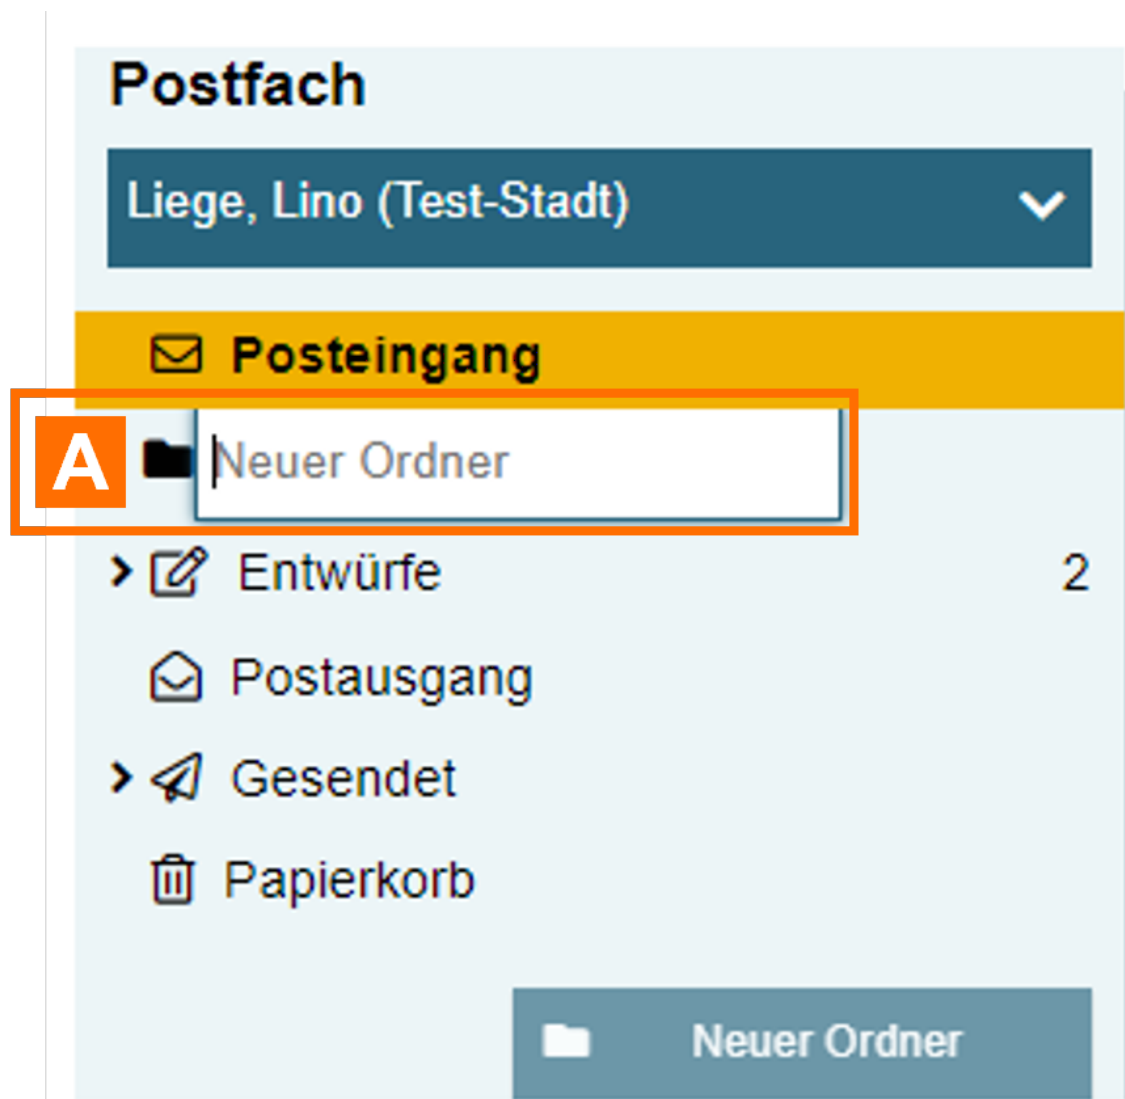 Postfach
Liege, Lino (Test-Stadt)
Posteingang
A Neuer Ordner
Entwürfe 2
Postausgang
Gesendet
Papierkorb
Neuer Ordner